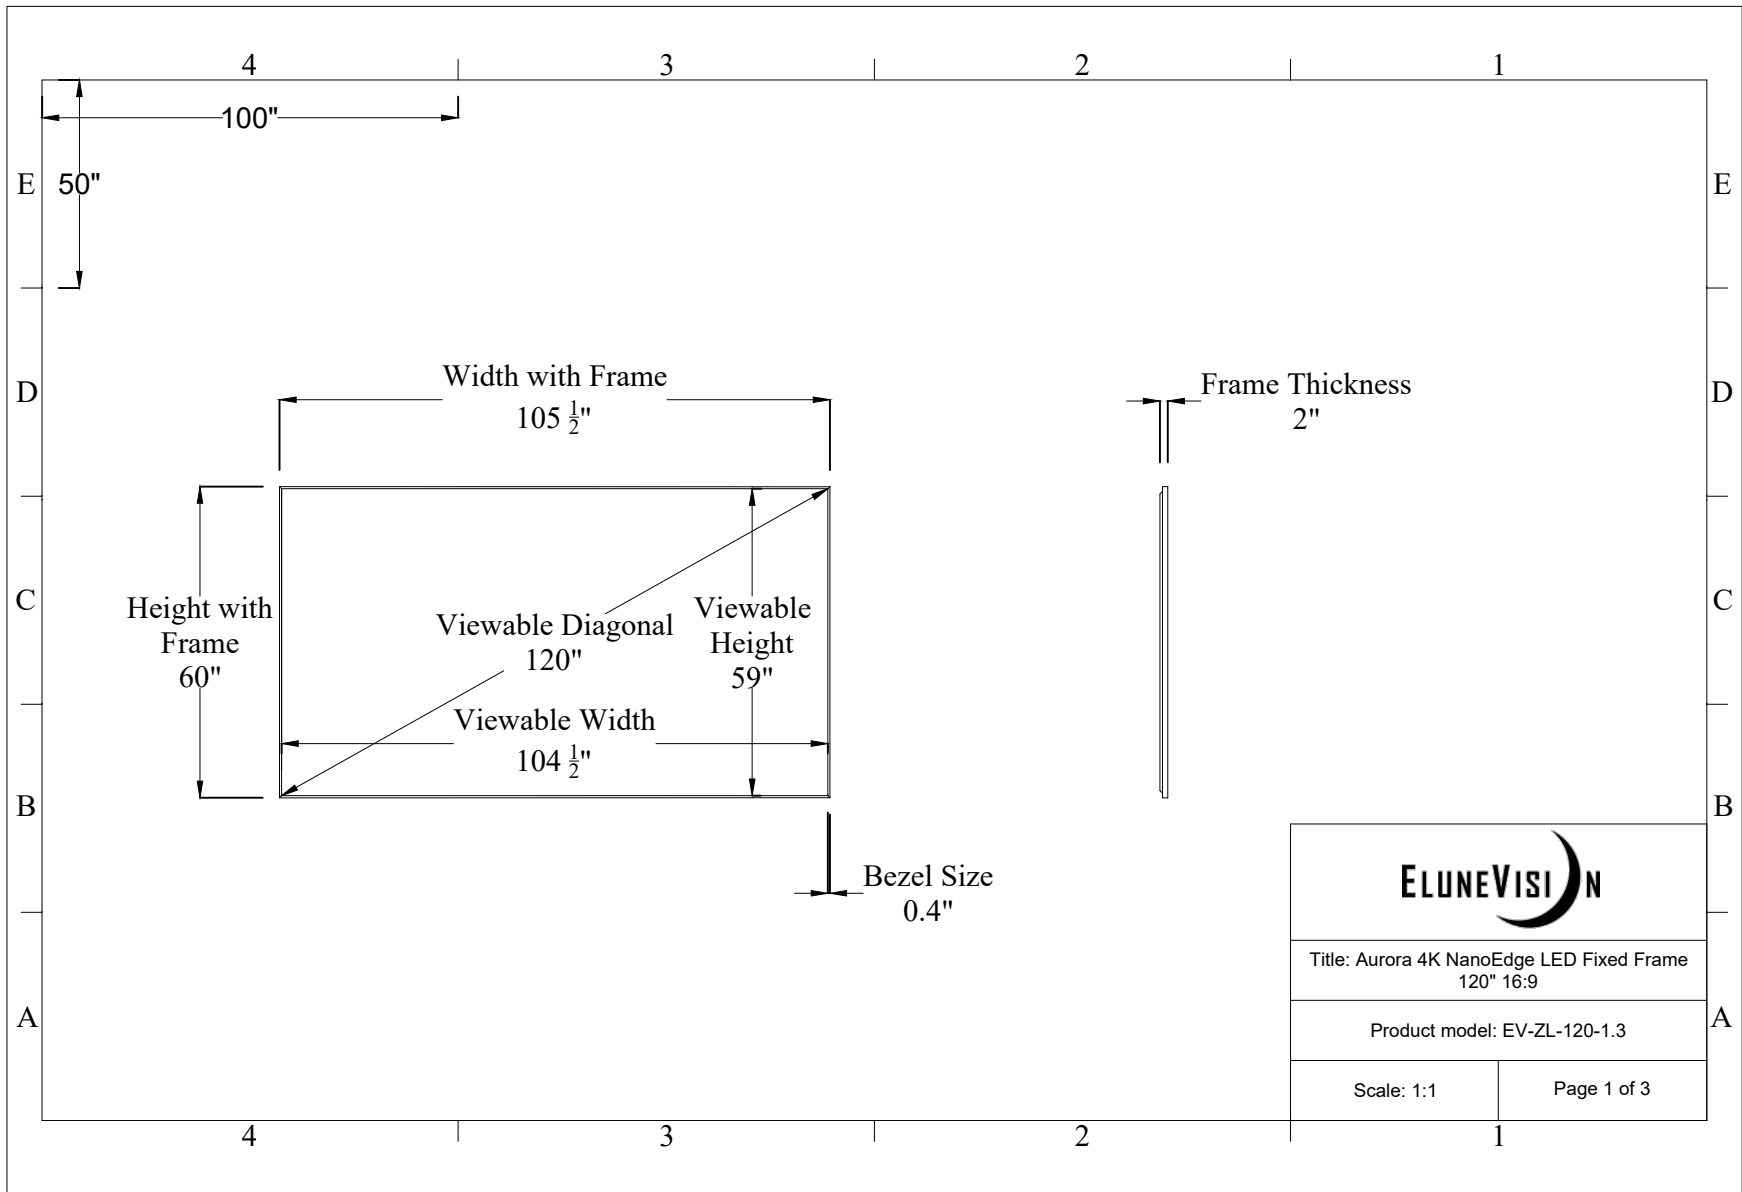 4 3 2 1
100"
E 50" E
Width with Frame
105 1/2"
Frame Thickness
2"
D D
Height with
Frame
60"
Viewable Diagonal
120"
Viewable
Height
59"
C C
Viewable Width
104 1/2"
B B
Bezel Size
0.4"
ELUNEVISION
Title: Aurora 4K NanoEdge LED Fixed Frame
120" 16:9
Product model: EV-ZL-120-1.3
A A
Scale: 1:1
Page 1 of 3
4 3 2 1